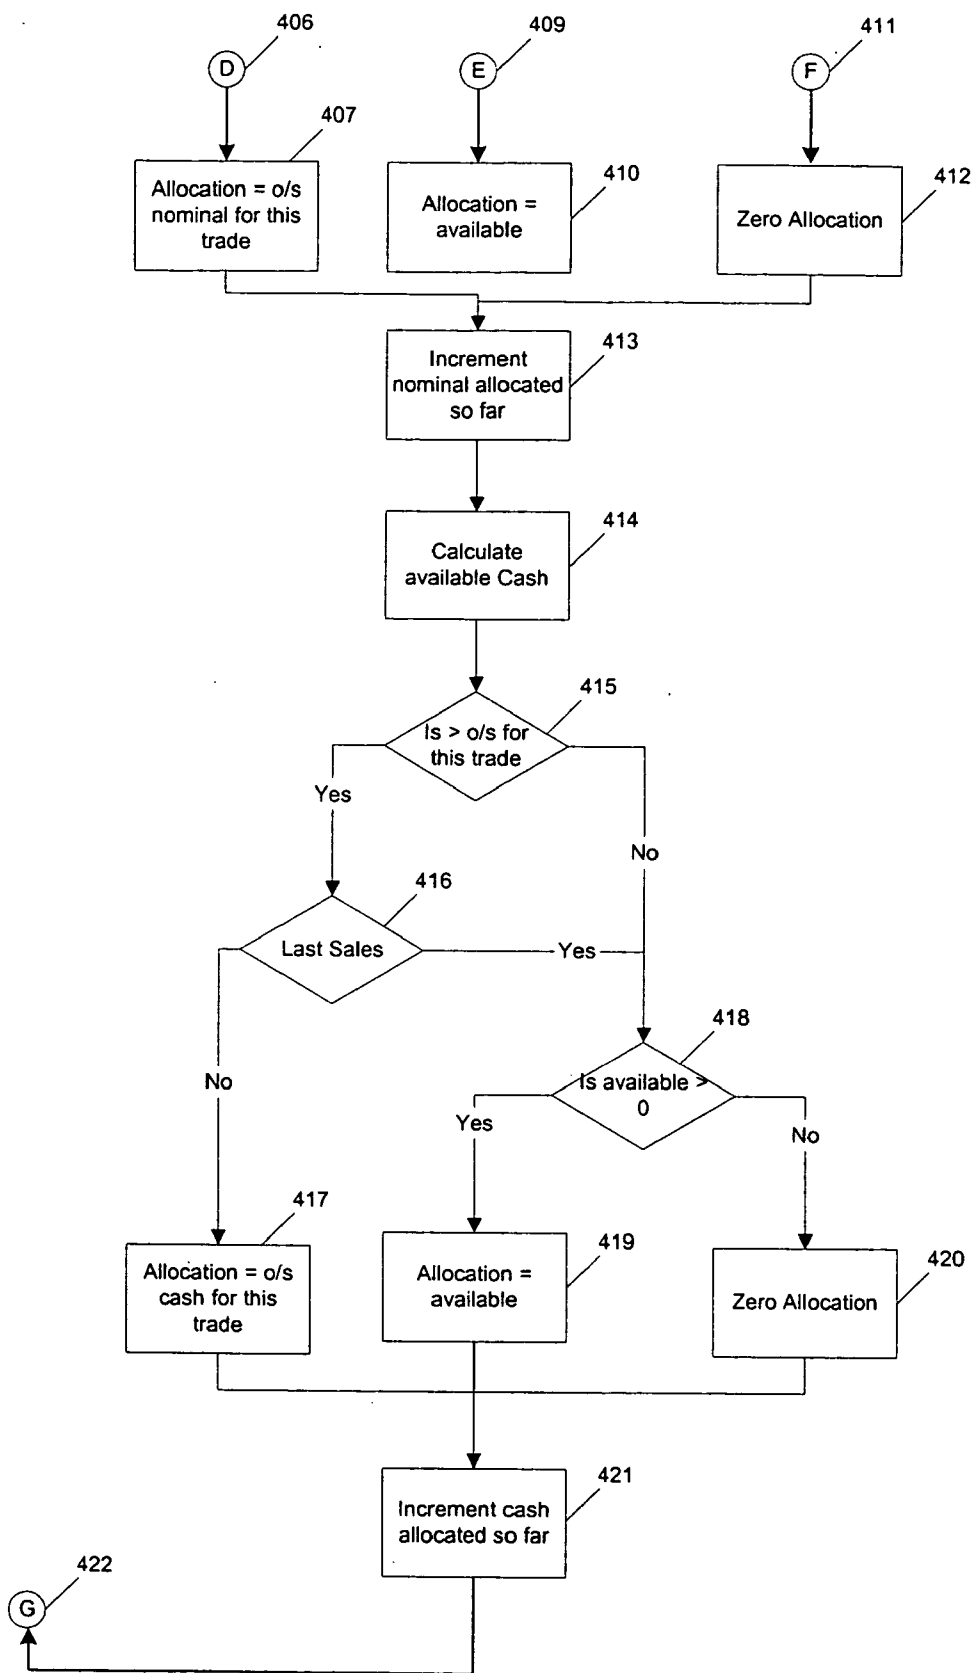 406
409
411
D
E
F
407
410
412
Allocation = o/s
nominal for this
trade
Allocation =
available
Zero Allocation
413
Increment
nominal allocated
so far
414
Calculate
available Cash
415
Is > o/s for
this trade
Yes
No
416
Last Sales
Yes
418
Is available >
0
No
Yes
No
417
419
420
Allocation = o/s
cash for this
trade
Allocation =
available
Zero Allocation
421
Increment cash
allocated so far
422
G